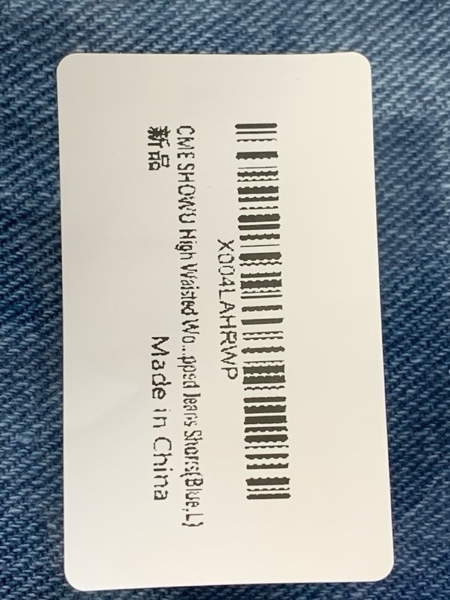 X004LAHRWP
CMESHOWU High Waisted Wo...pped Jeans Shorts(Blue,L)
新品
Made in China